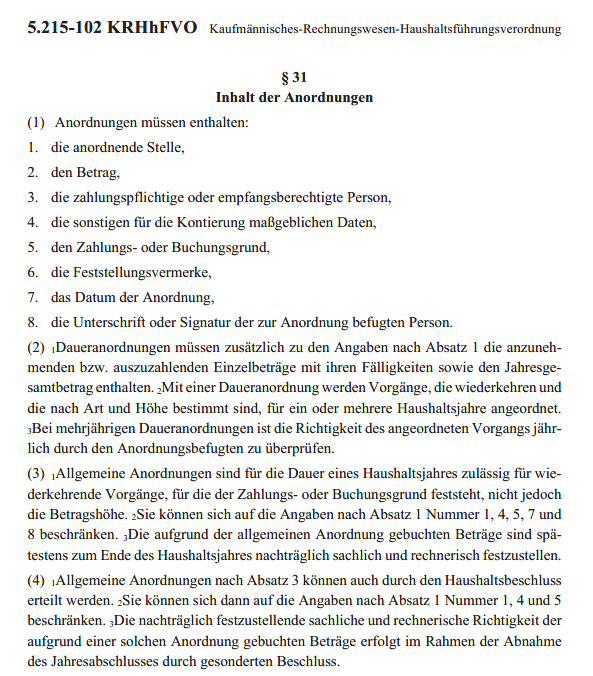 5.215-102 KRHhFVO Kaufmännisches-Rechnungswesen-Haushaltsführungsverordnung
§ 31
Inhalt der Anordnungen
(1) Anordnungen müssen enthalten:
1. die anordnende Stelle,
2. den Betrag,
3. die zahlungspflichtige oder empfangsberechtigte Person,
4. die sonstigen für die Kontierung maßgeblichen Daten,
5. den Zahlungs- oder Buchungsgrund,
6. die Feststellungsvermerke,
7. das Datum der Anordnung,
8. die Unterschrift oder Signatur der zur Anordnung befugten Person.
(2) 1Daueranordnungen müssen zusätzlich zu den Angaben nach Absatz 1 die anzuneh-
menden bzw. auszuzahlenden Einzelbeträge mit ihren Fälligkeiten sowie den Jahresge-
samtbetrag enthalten. 2Mit einer Daueranordnung werden Vorgänge, die wiederkehren und
die nach Art und Höhe bestimmt sind, für ein oder mehrere Haushaltsjahre angeordnet.
3Bei mehrjährigen Daueranordnungen ist die Richtigkeit des angeordneten Vorgangs jähr-
lich durch den Anordnungsbefugten zu überprüfen.
(3) 1Allgemeine Anordnungen sind für die Dauer eines Haushaltsjahres zulässig für wie-
derkehrende Vorgänge, für die der Zahlungs- oder Buchungsgrund feststeht, nicht jedoch
die Betragshöhe. 2Sie können sich auf die Angaben nach Absatz 1 Nummer 1, 4, 5, 7 und
8 beschränken. 3Die aufgrund der allgemeinen Anordnung gebuchten Beträge sind spä-
testens zum Ende des Haushaltsjahres nachträglich sachlich und rechnerisch festzustellen.
(4) 1Allgemeine Anordnungen nach Absatz 3 können auch durch den Haushaltsbeschluss
erteilt werden. 2Sie können sich dann auf die Angaben nach Absatz 1 Nummer 1, 4 und 5
beschränken. 3Die nachträglich festzustellende sachliche und rechnerische Richtigkeit der
aufgrund einer solchen Anordnung gebuchten Beträge erfolgt im Rahmen der Abnahme
des Jahresabschlusses durch gesonderten Beschluss.